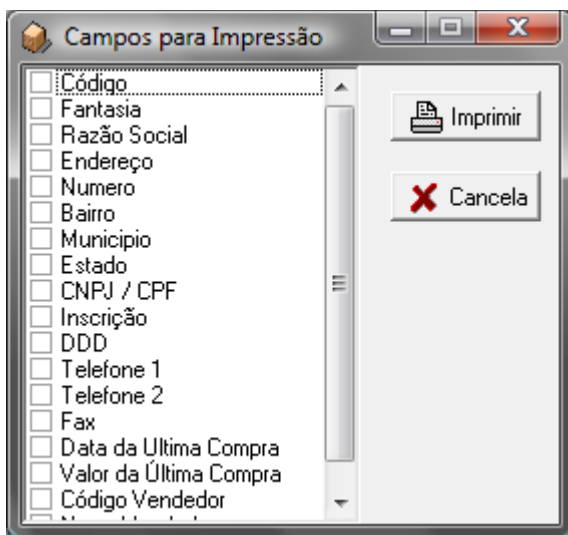 Campos para Impressão
Código
Fantasia
Razão Social
Endereço
Numero
Bairro
Municipio
Estado
CNPJ / CPF
Inscrição
DDD
Telefone 1
Telefone 2
Fax
Data da Ultima Compra
Valor da Última Compra
Código Vendedor
Imprimir
Cancela